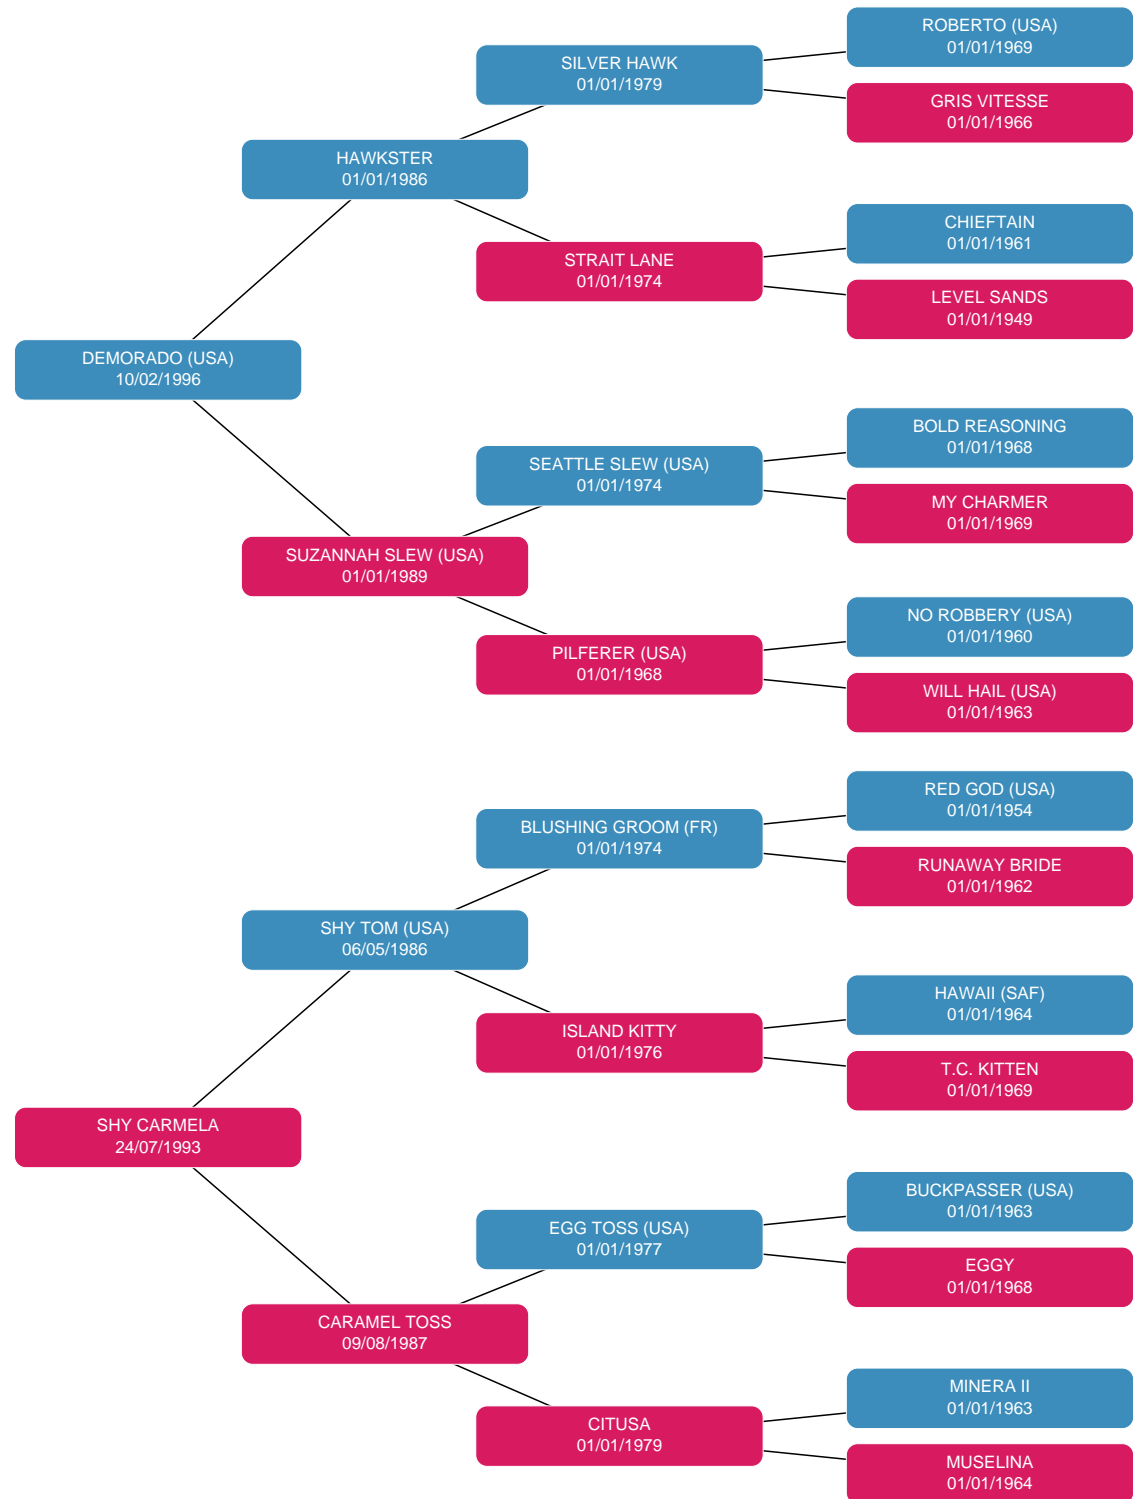 ROBERTO (USA)
01/01/1969
SILVER HAWK
01/01/1979
GRIS VITESSE
01/01/1966
HAWKSTER
01/01/1986
CHIEFTAIN
01/01/1961
STRAIT LANE
01/01/1974
LEVEL SANDS
01/01/1949
DEMORADO (USA)
10/02/1996
BOLD REASONING
01/01/1968
SEATTLE SLEW (USA)
01/01/1974
MY CHARMER
01/01/1969
SUZANNAH SLEW (USA)
01/01/1989
NO ROBBERY (USA)
01/01/1960
PILFERER (USA)
01/01/1968
WILL HAIL (USA)
01/01/1963
RED GOD (USA)
01/01/1954
BLUSHING GROOM (FR)
01/01/1974
RUNAWAY BRIDE
01/01/1962
SHY TOM (USA)
06/05/1986
HAWAII (SAF)
01/01/1964
ISLAND KITTY
01/01/1976
T.C. KITTEN
01/01/1969
SHY CARMELA
24/07/1993
BUCKPASSER (USA)
01/01/1963
EGG TOSS (USA)
01/01/1977
EGGY
01/01/1968
CARAMEL TOSS
09/08/1987
MINERA II
01/01/1963
CITUSA
01/01/1979
MUSELINA
01/01/1964